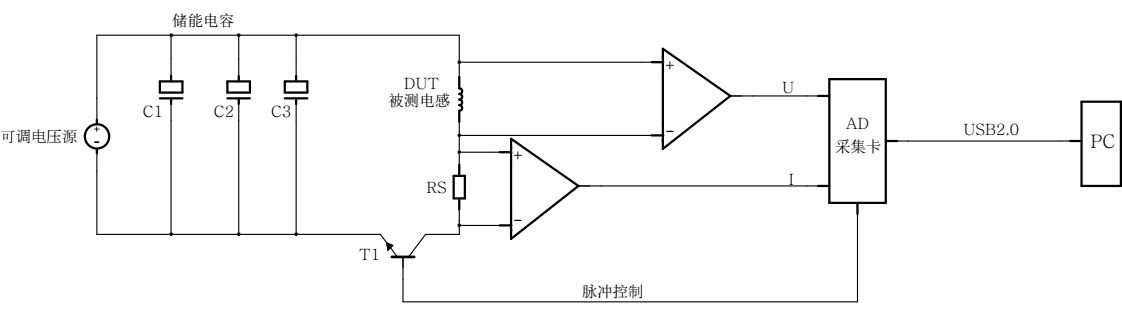 储能电容
C1
C2
C3
可调电压源
+
-
DUT
被测电感
RS
T1
+
-
+
-
U
I
AD
采集卡
USB2.0
PC
脉冲控制